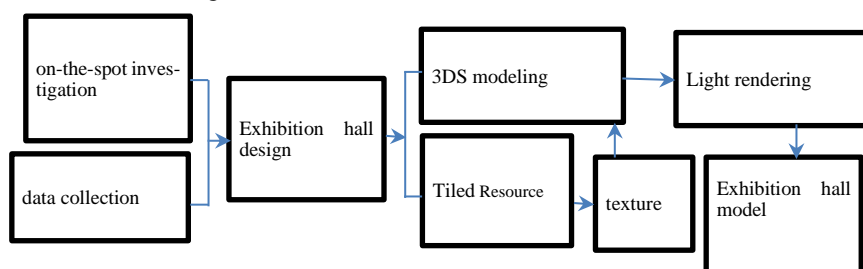 on-the-spot inves-
tigation
data collection
Exhibition hall
design
3DS modeling
Tiled Resource
texture
Light rendering
Exhibition hall
model